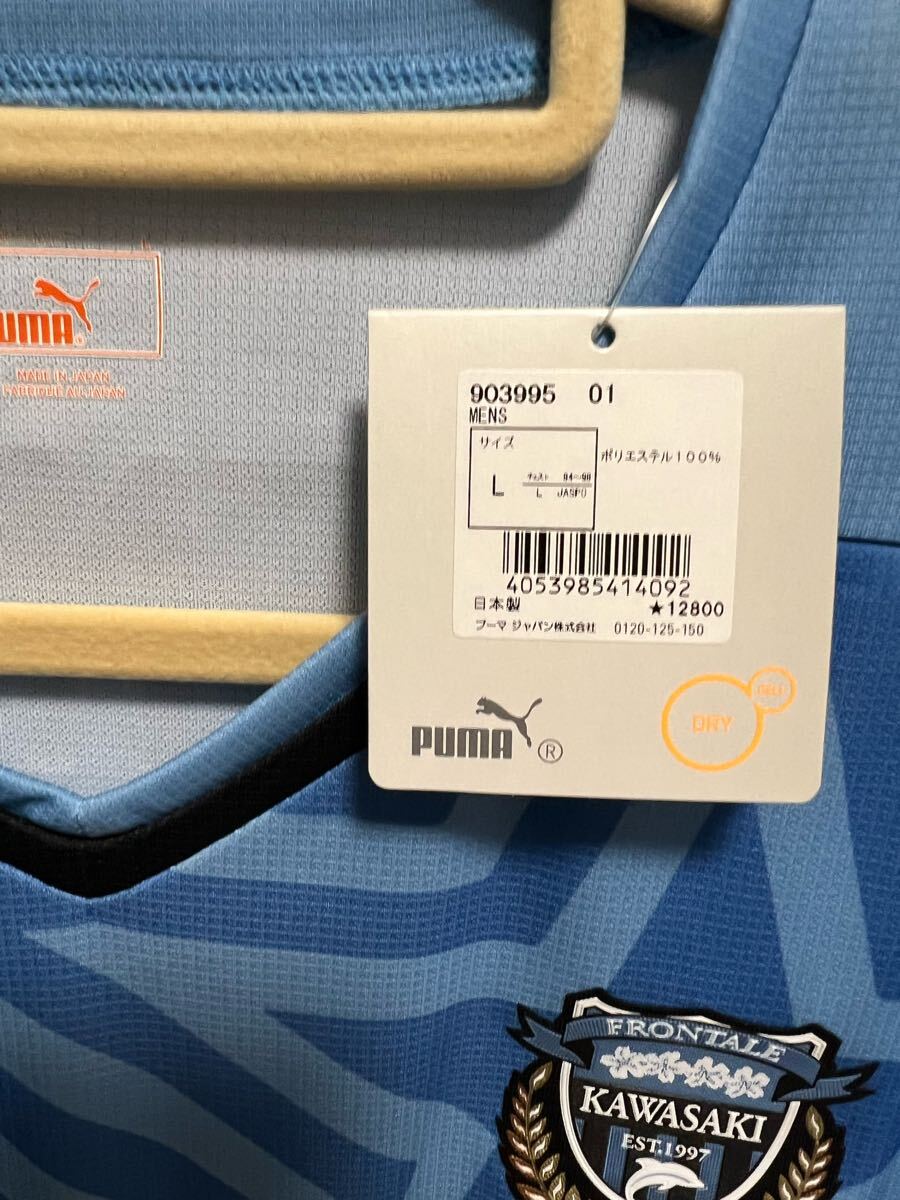 PUMA
MADE IN JAPAN
FABRIQUE AU JAPAN
903995 01
MENS
サイズ
L
チェスト 94~98
L JASPO
ポリエステル100%
4053985414092
日本製 ★12800
プーマ ジャパン株式会社 0120-125-150
PUMA ®
DRY
CELL
FRONTALE
KAWASAKI
EST.1997